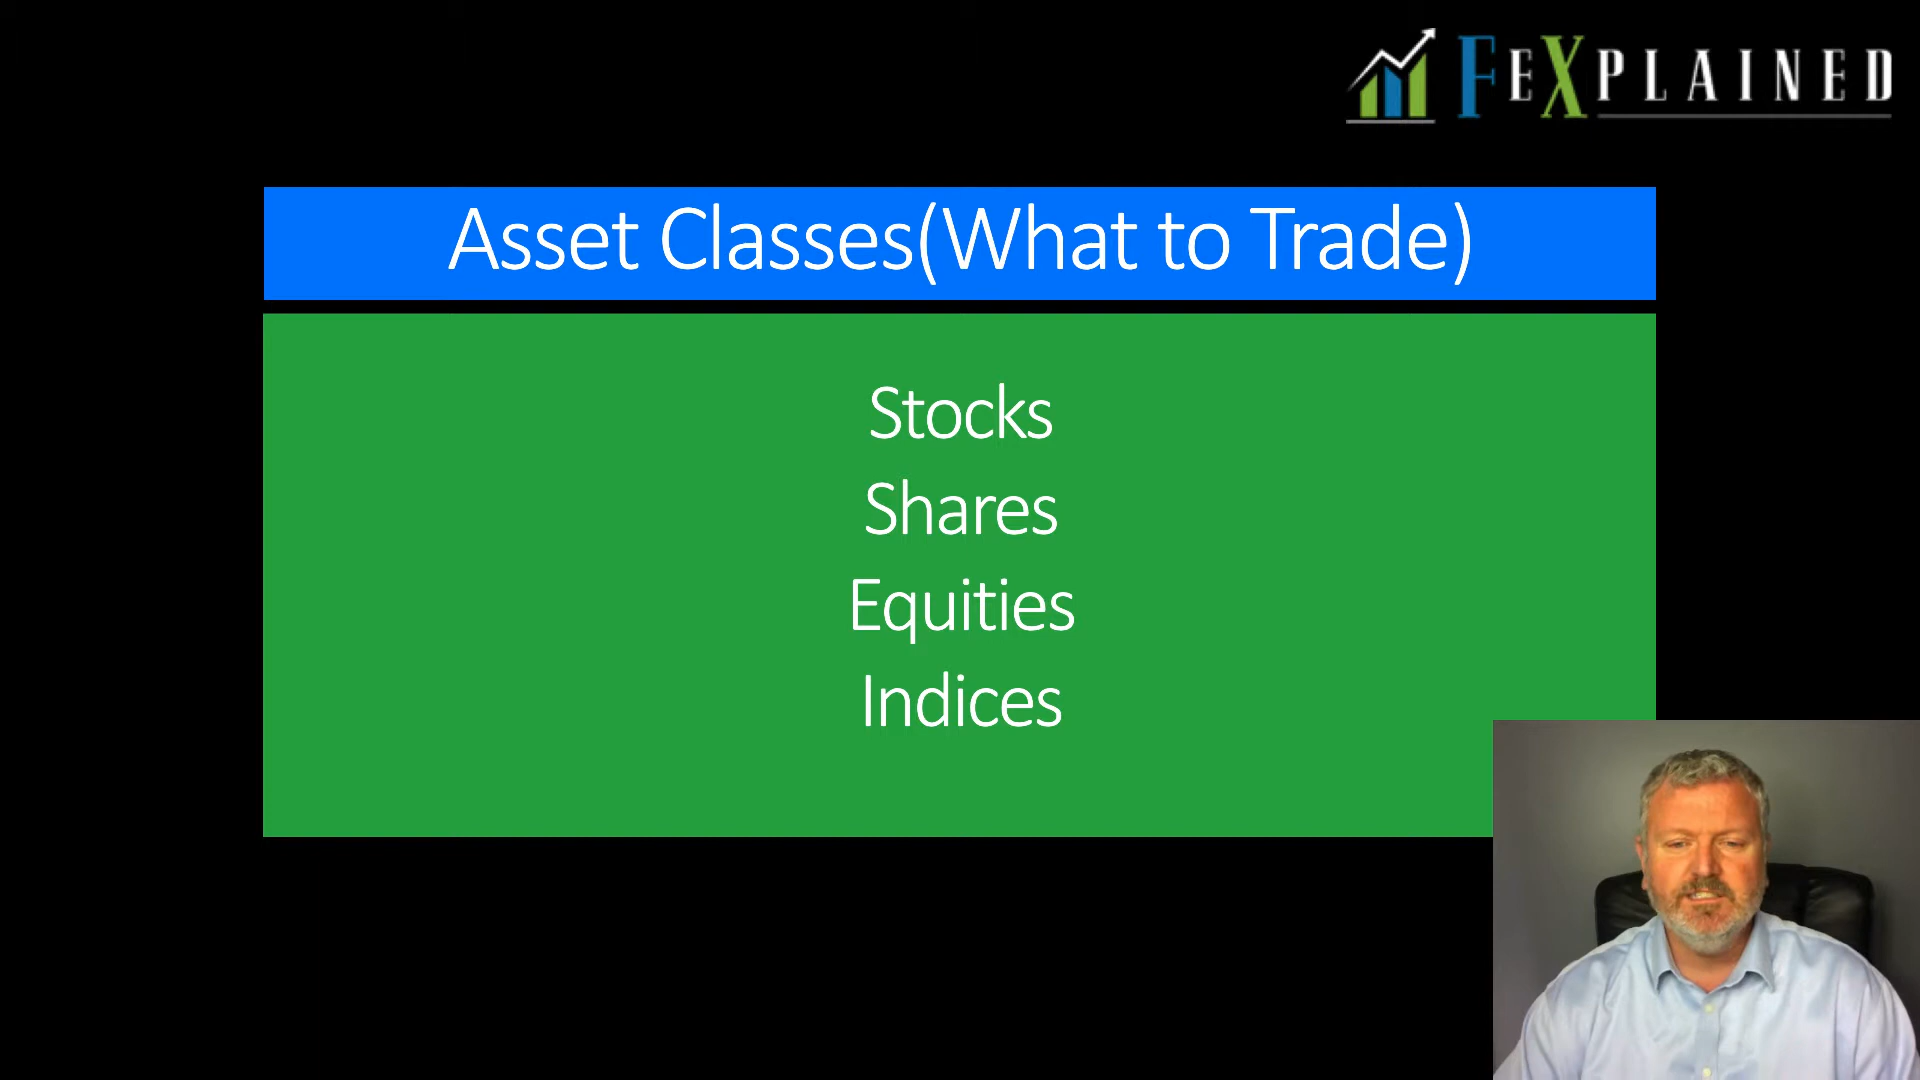 FEXPLAINED
Asset Classes(What to Trade)
Stocks
Shares
Equities
Indices